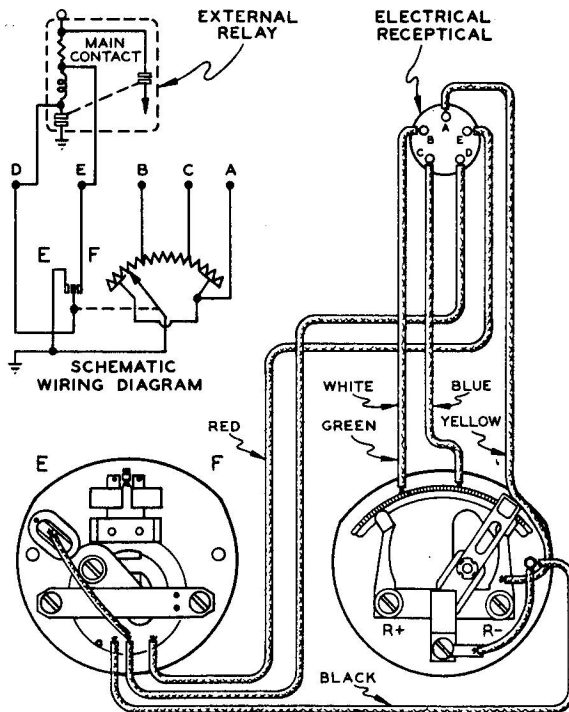 EXTERNAL
RELAY
MAIN
CONTACT
ELECTRICAL
RECEPTICAL
A
B E
C D
D E B C A
E F
SCHEMATIC
WIRING DIAGRAM
WHITE
BLUE
RED
GREEN
YELLOW
E F
R+ R-
BLACK